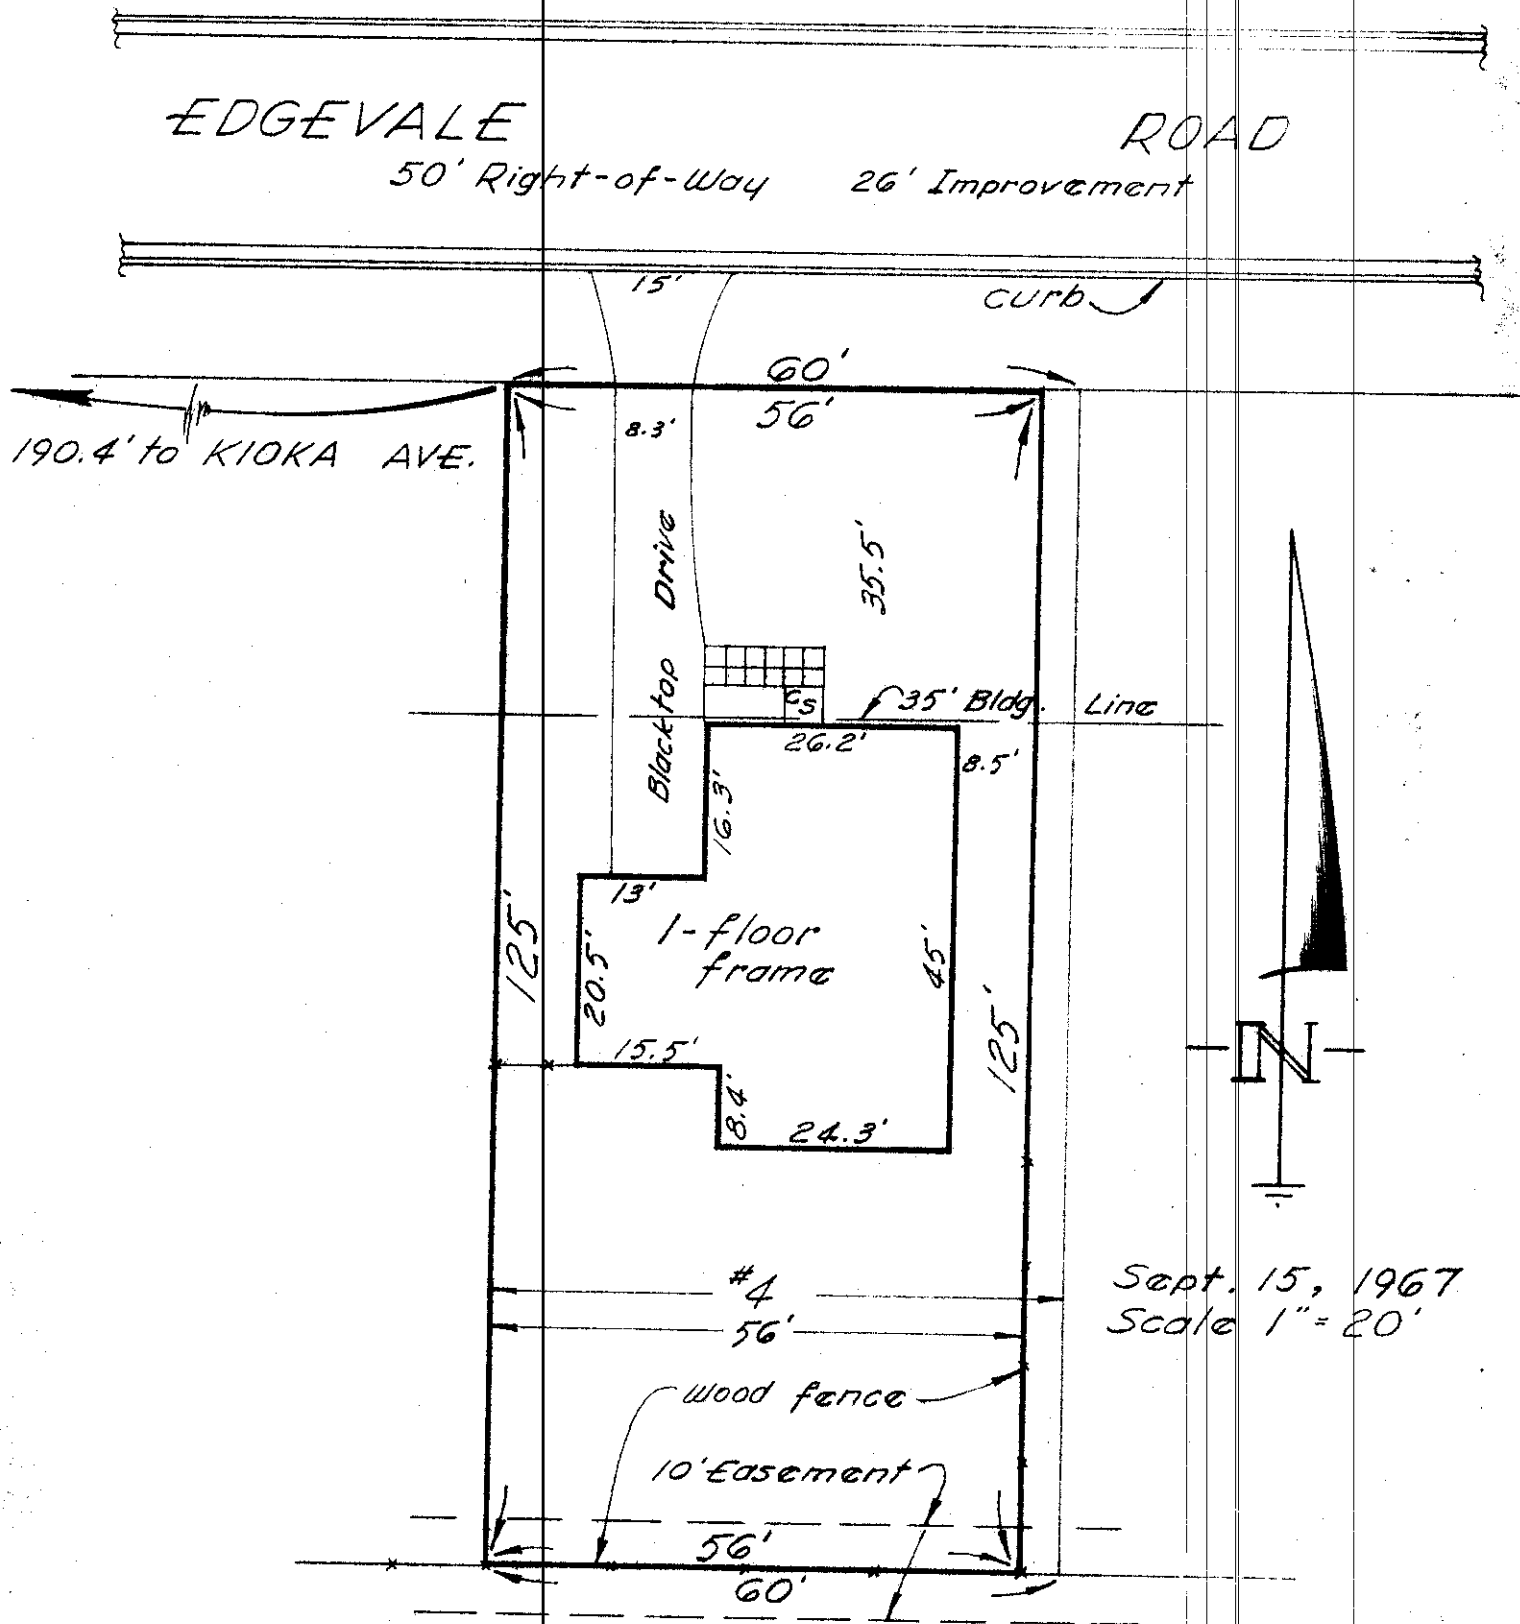 EDGEVALE ROAD
50' Right-of-Way 26' Improvement
15'
curb
60'
56'
8.3'
190.4' to KIOKA AVE.
Blacktop Drive
35.5'
CS
35' Bldg. Line
26.2'
8.5'
16.3'
13'
1-floor
frame
125'
20.5'
45'
15.5'
125'
8.4'
24.3'
N
#4
56'
Sept. 15, 1967
Scale 1" = 20'
wood fence
10' Easement
56'
60'